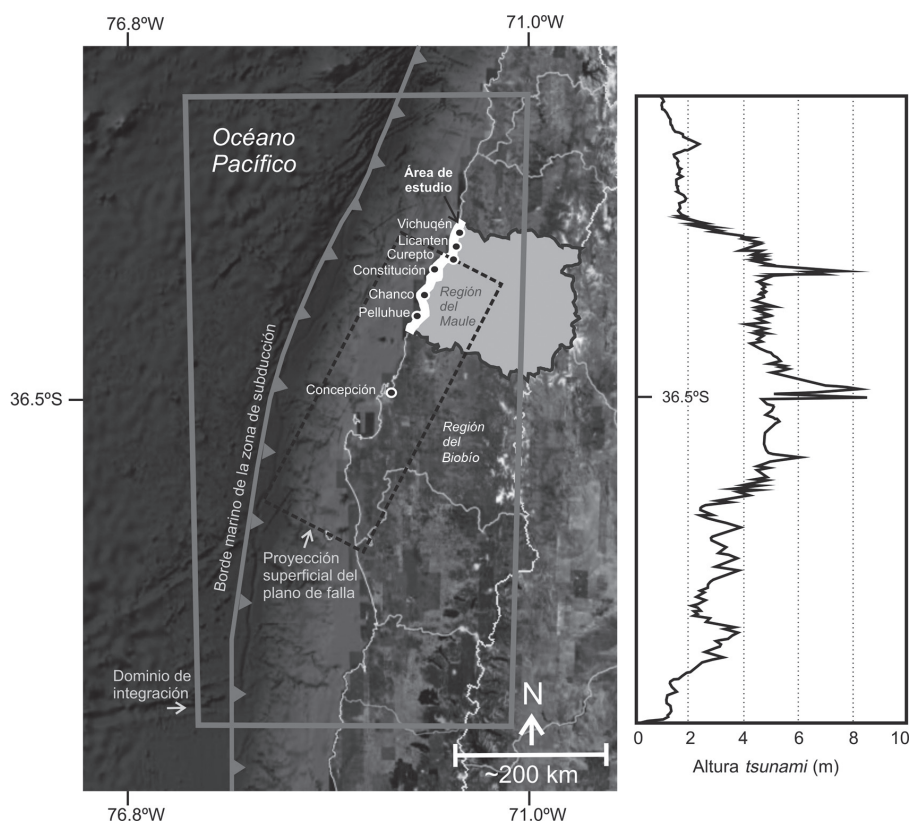 76.8ºW
71.0ºW
Océano
Pacífico
Área de
estudio
Vichuqén
Licanten
Curepto
Constitución
Chanco
Pelluhue
Región
del
Maule
Concepción
36.5ºS
36.5ºS
Región
del
Biobío
Borde marino de la zona de subducción
Proyección
superficial del
plano de falla
Dominio de
integración
N
~200 km
0 2 4 6 8 10
Altura tsunami (m)
76.8ºW
71.0ºW